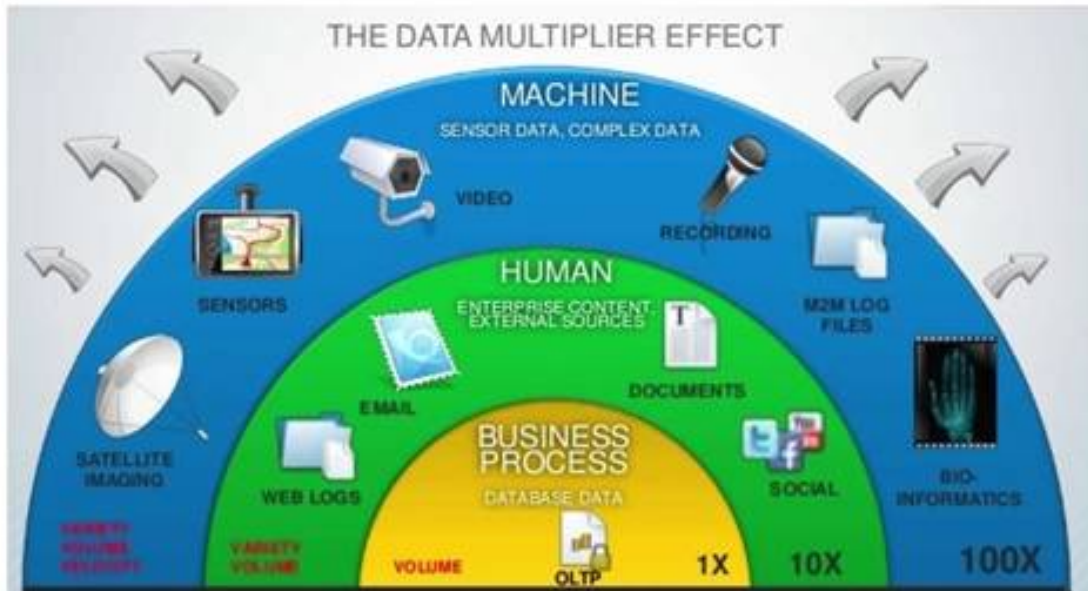 THE DATA MULTIPLIER EFFECT
MACHINE
SENSOR DATA, COMPLEX DATA
VIDEO
RECORDING
SENSORS
M2M LOG
FILES
SATELLITE
IMAGING
BIO-
INFORMATICS
HUMAN
ENTERPRISE CONTENT,
EXTERNAL SOURCES
T
EMAIL
DOCUMENTS
WEB LOGS
You
SOCIAL
BUSINESS
PROCESS
DATABASE DATA
OLTP
VARIETY
VOLUME
VELOCITY
VARIETY
VOLUME
VOLUME
1X
10X
100X